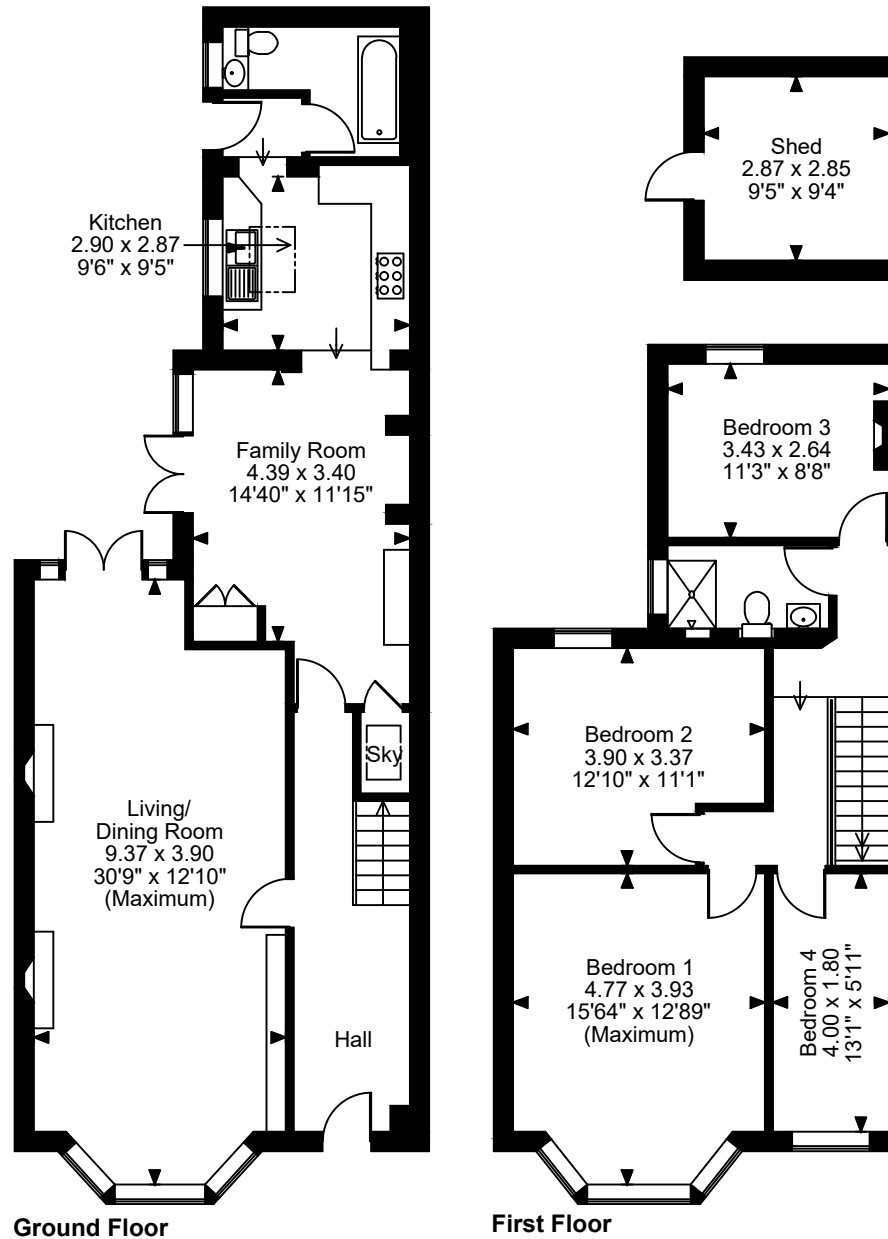 Kitchen
2.90 x 2.87
9'6" x 9'5"
Family Room
4.39 x 3.40
14'40" x 11'15"
Sky
Living/
Dining Room
9.37 x 3.90
30'9" x 12'10"
(Maximum)
Hall
Ground Floor
Shed
2.87 x 2.85
9'5" x 9'4"
Bedroom 3
3.43 x 2.64
11'3" x 8'8"
Bedroom 2
3.90 x 3.37
12'10" x 11'1"
Bedroom 1
4.77 x 3.93
15'64" x 12'89"
(Maximum)
Bedroom 4
4.00 x 1.80
13'1" x 5'11"
First Floor